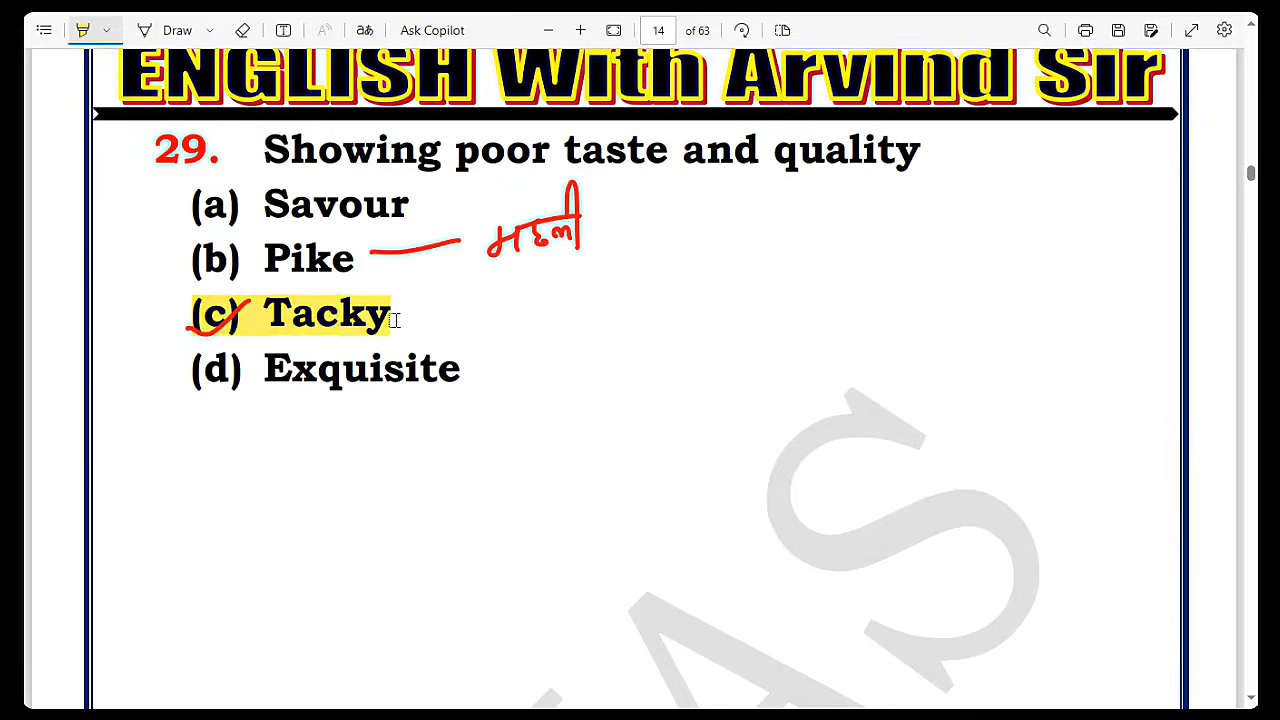 Draw
Ask Copilot
14 of 63
ENGLISH With Arvind Sir
29. Showing poor taste and quality
(a) Savour
(b) Pike
(c) Tacky
(d) Exquisite
AS